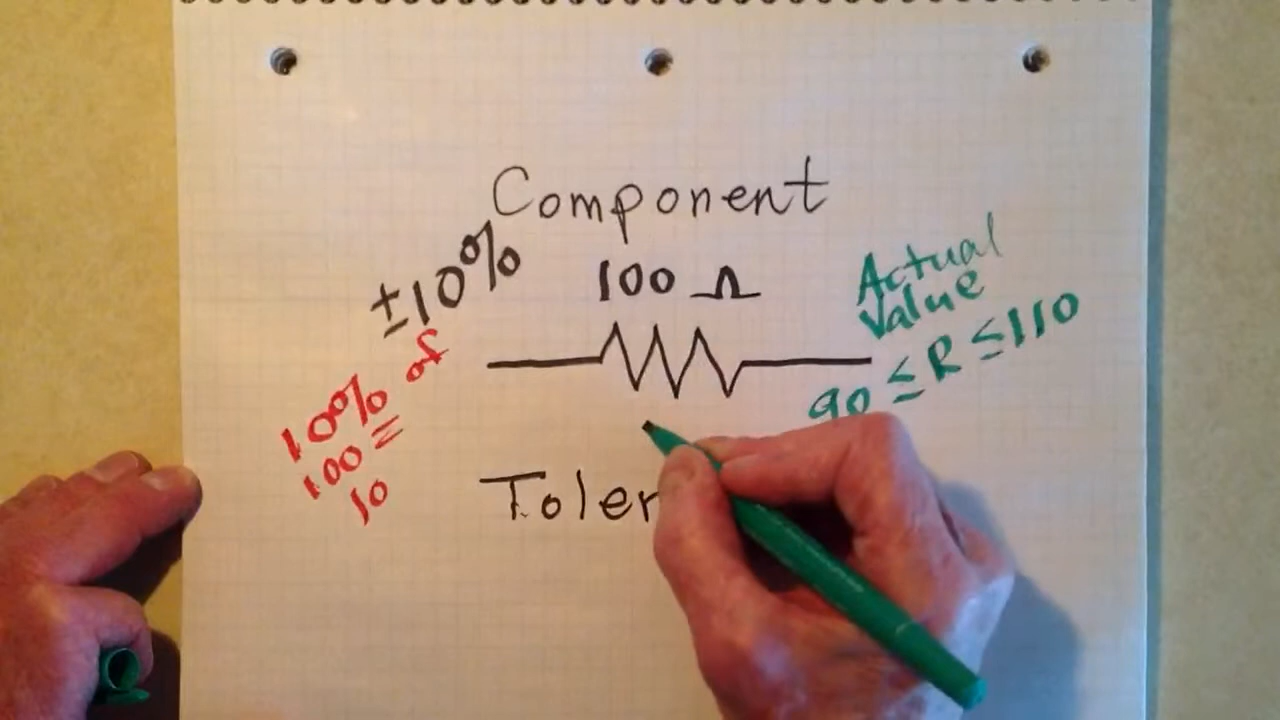 Component
±10%
100 Ω
Actual
Value
90 ≤ R ≤ 110
10% of
100 =
10
Toler